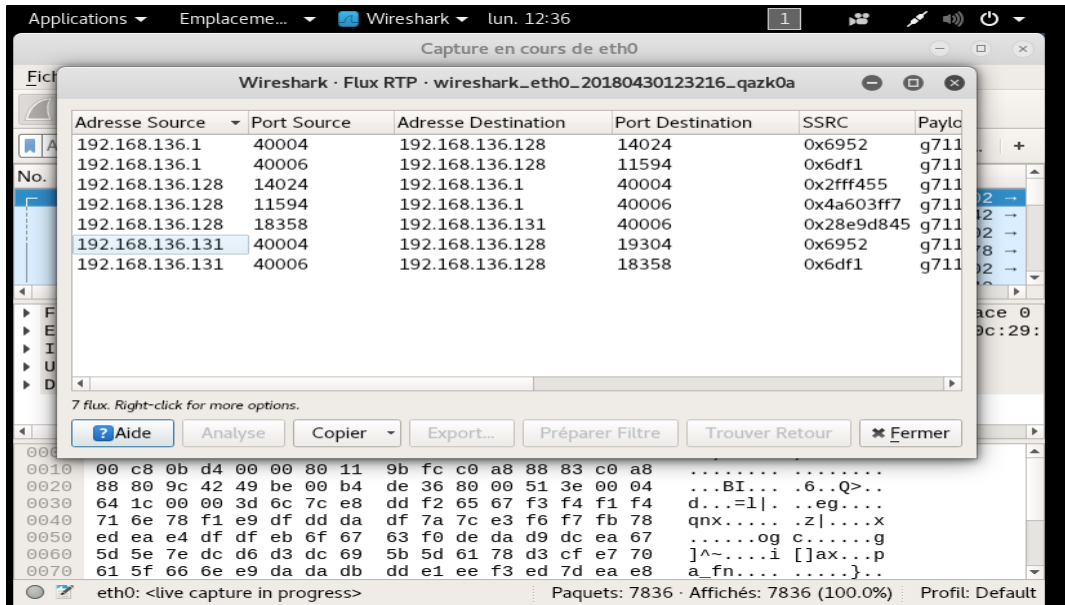 Applications Emplaceme... Wireshark lun. 12:36 1
Capture en cours de eth0
Fich
Wireshark · Flux RTP · wireshark_eth0_20180430123216_qazk0a
Adresse Source Port Source Adresse Destination Port Destination SSRC Paylo
192.168.136.1 40004 192.168.136.128 14024 0x6952 g711
192.168.136.1 40006 192.168.136.128 11594 0x6df1 g711
192.168.136.128 14024 192.168.136.1 40004 0x2fff455 g711
192.168.136.128 11594 192.168.136.1 40006 0x4a603ff7 g711
192.168.136.128 18358 192.168.136.131 40006 0x28e9d845 g711
192.168.136.131 40004 192.168.136.128 19304 0x6952 g711
192.168.136.131 40006 192.168.136.128 18358 0x6df1 g711
A +
No.
02 →
42 →
02 →
78 →
02 →
F ace 0
E 0c:29:
I
U
D
7 flux. Right-click for more options.
Aide Analyse Copier Export... Préparer Filtre Trouver Retour Fermer
0010 00 c8 0b d4 00 00 80 11 9b fc c0 a8 88 83 c0 a8 ........ ........
0020 88 80 9c 42 49 be 00 b4 de 36 80 00 51 3e 00 04 ...BI... .6..Q>..
0030 64 1c 00 00 3d 6c 7c e8 dd f2 65 67 f3 f4 f1 f4 d...=l|. ..eg....
0040 71 6e 78 f1 e9 df dd da df 7a 7c e3 f6 f7 fb 78 qnx..... .z|....x
0050 ed ea e4 df df eb 6f 67 63 f0 de da d9 dc ea 67 ......og c......g
0060 5d 5e 7e dc d6 d3 dc 69 5b 5d 61 78 d3 cf e7 70 ]^~....i []ax...p
0070 61 5f 66 6e e9 da da db dd e1 ee f3 ed 7d ea e8 a_fn.... .....}..
eth0: <live capture in progress> Paquets: 7836 · Affichés: 7836 (100.0%) Profil: Default